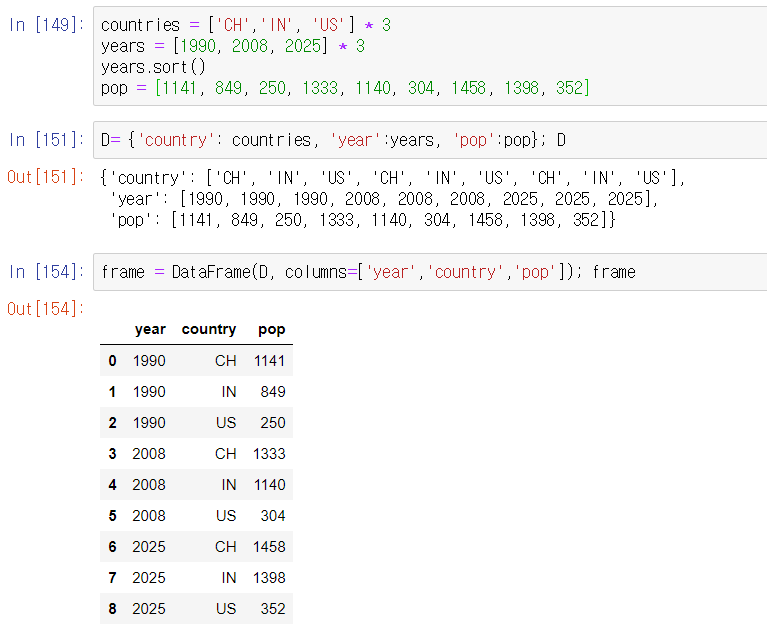 In [149]: countries = ['CH','IN', 'US'] * 3
years = [1990, 2008, 2025] * 3
years.sort()
pop = [1141, 849, 250, 1333, 1140, 304, 1458, 1398, 352]
In [151]: D= {'country': countries, 'year':years, 'pop':pop}; D
Out[151]: {'country': ['CH', 'IN', 'US', 'CH', 'IN', 'US', 'CH', 'IN', 'US'],
'year': [1990, 1990, 1990, 2008, 2008, 2008, 2025, 2025, 2025],
'pop': [1141, 849, 250, 1333, 1140, 304, 1458, 1398, 352]}
In [154]: frame = DataFrame(D, columns=['year','country','pop']); frame
Out[154]:
year country pop
0 1990 CH 1141
1 1990 IN 849
2 1990 US 250
3 2008 CH 1333
4 2008 IN 1140
5 2008 US 304
6 2025 CH 1458
7 2025 IN 1398
8 2025 US 352